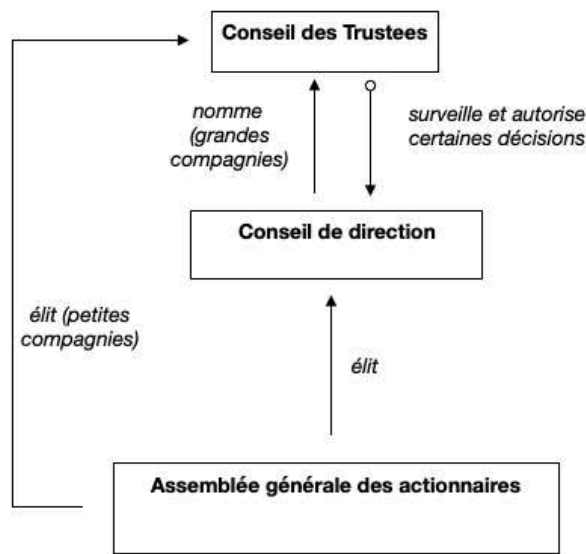 Conseil des Trustees
nomme
(grandes
compagnies)
surveille et autorise
certaines décisions
Conseil de direction
élit (petites
compagnies)
élit
Assemblée générale des actionnaires